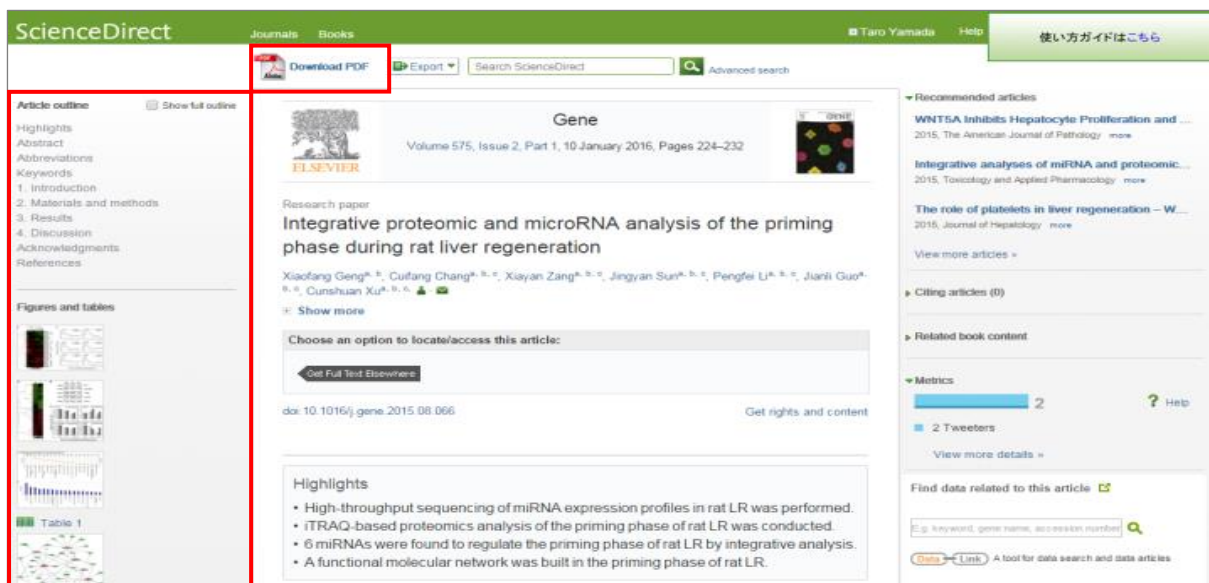 ScienceDirect
Journals Books
Taro Yamada Help
使い方ガイドはこちら
Download PDF
Export
Search ScienceDirect
Advanced search
Article outline
Show full outline
Highlights
Abstract
Abbreviations
Keywords
1. Introduction
2. Materials and methods
3. Results
4. Discussion
Acknowledgments
References
Figures and tables
Table 1
ELSEVIER
Gene
Volume 575, Issue 2, Part 1, 10 January 2016, Pages 224–232
GENE
Research paper
Integrative proteomic and microRNA analysis of the priming
phase during rat liver regeneration
Xiaofang Geng a, b, Cuifang Chang a, b, c, Xiayan Zang a, b, c, Jingyan Sun a, b, c, Pengfei Li a, b, c, Jianli Guo a,
b, c, Cunshuan Xu a, b, c,
Show more
Choose an option to locate/access this article:
Get Full Text Elsewhere
doi:10.1016/j.gene.2015.08.066
Get rights and content
Highlights
• High-throughput sequencing of miRNA expression profiles in rat LR was performed.
• iTRAQ-based proteomics analysis of the priming phase of rat LR was conducted.
• 6 miRNAs were found to regulate the priming phase of rat LR by integrative analysis.
• A functional molecular network was built in the priming phase of rat LR.
Recommended articles
WNT5A Inhibits Hepatocyte Proliferation and ...
2015, The American Journal of Pathology more
Integrative analyses of miRNA and proteomic...
2015, Toxicology and Applied Pharmacology more
The role of platelets in liver regeneration – W...
2015, Journal of Hepatology more
View more articles »
Citing articles (0)
Related book content
Metrics
2
? Help
2 Tweeters
View more details »
Find data related to this article
E.g. keyword, gene name, accession number
Data Link A tool for data search and data articles